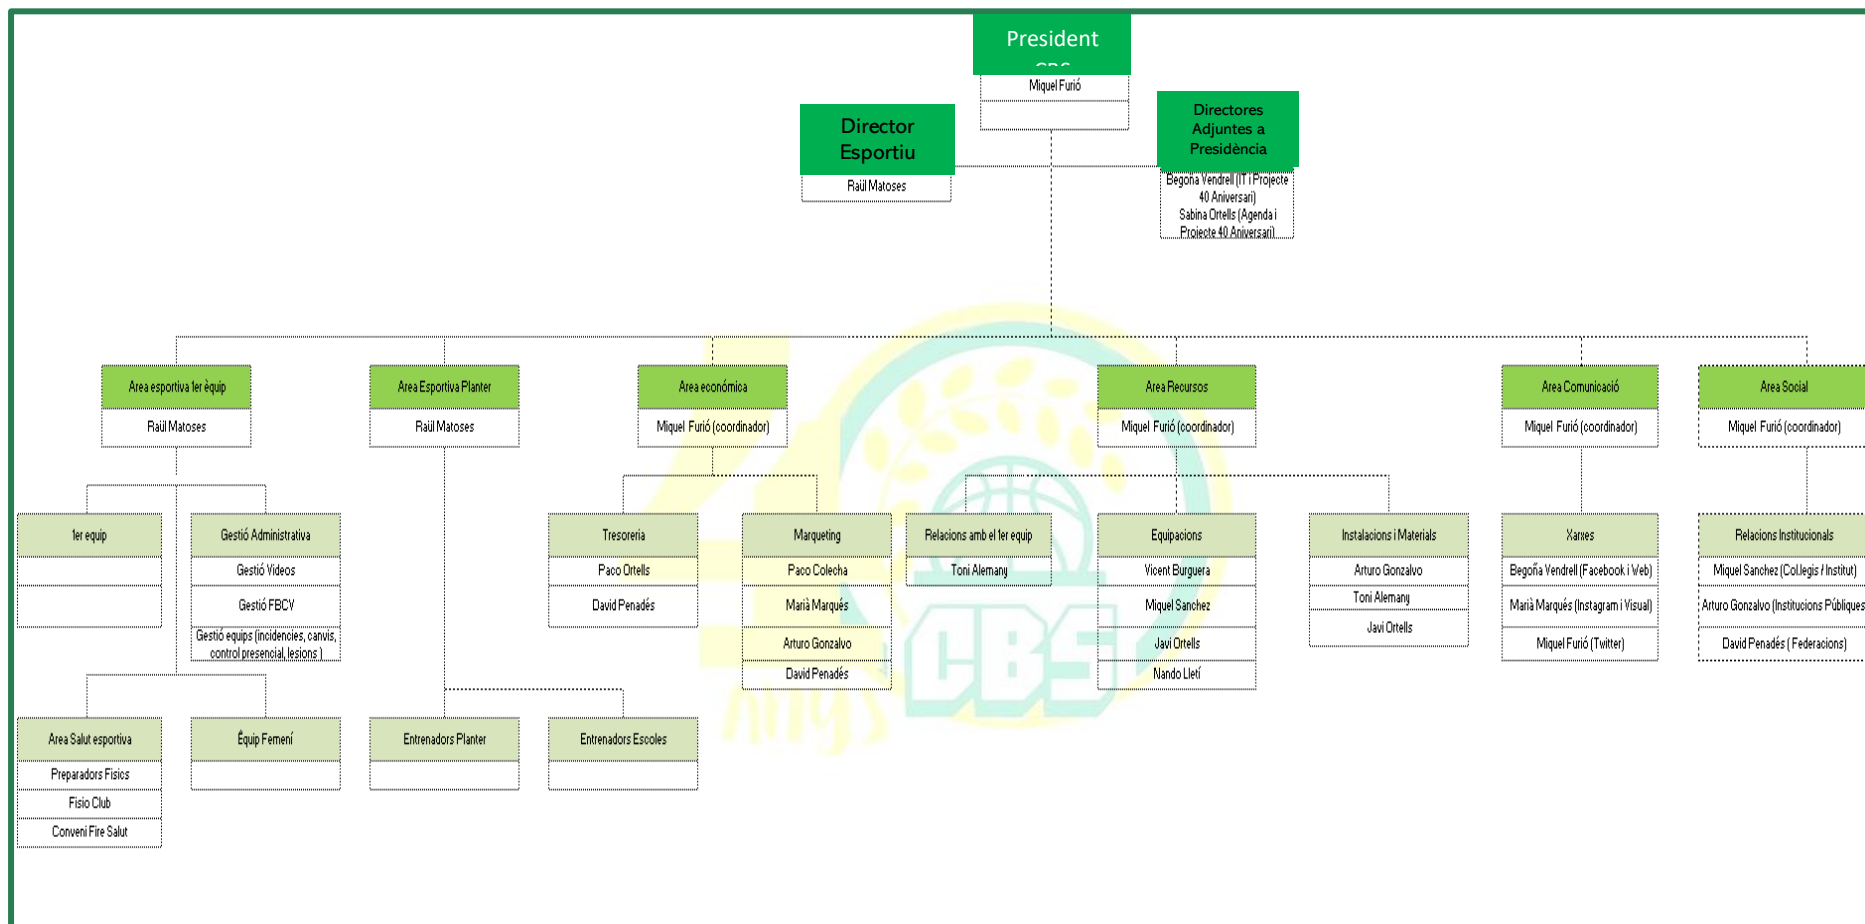 President
CBS
Miquel Furió
Director
Esportiu
Raül Matoses
Directores
Adjuntes a
Presidència
Begoña Vendrell (IT i Projecte
40 Aniversari)
Sabina Ortells (Agenda i
Projecte 40 Aniversari)
Area esportiva 1er èquip
Raül Matoses
Area Esportiva Planter
Raül Matoses
Area económica
Miquel Furió (coordinador)
Area Recursos
Miquel Furió (coordinador)
Area Comunicació
Miquel Furió (coordinador)
Area Social
Miquel Furió (coordinador)
1er equip
Gestió Administrativa
Gestió Videos
Gestió FBCV
Gestió equips (incidencies, canvis,
control presencial, lesions )
Tresoreria
Paco Ortells
David Penadés
Marqueting
Paco Colecha
Marià Marqués
Arturo Gonzalvo
David Penadés
Relacions amb el 1er equip
Toni Alemany
Equipacions
Vicent Burguera
Miquel Sanchez
Javi Ortells
Nando Lletí
Instalacions i Materials
Arturo Gonzalvo
Toni Alemany
Javi Ortells
Xarxes
Begoña Vendrell (Facebook i Web)
Marià Marqués (Instagram i Visual)
Miquel Furió (Twitter)
Relacions Institucionals
Miquel Sanchez (Col.legis / Institut)
Arturo Gonzalvo (Institucions Públiques
David Penadés ( Federacions)
Area Salut esportiva
Preparadors Fisics
Fisio Club
Conveni Fire Salut
Équip Femení
Entrenadors Planter
Entrenadors Escoles
4
CBS
Anys